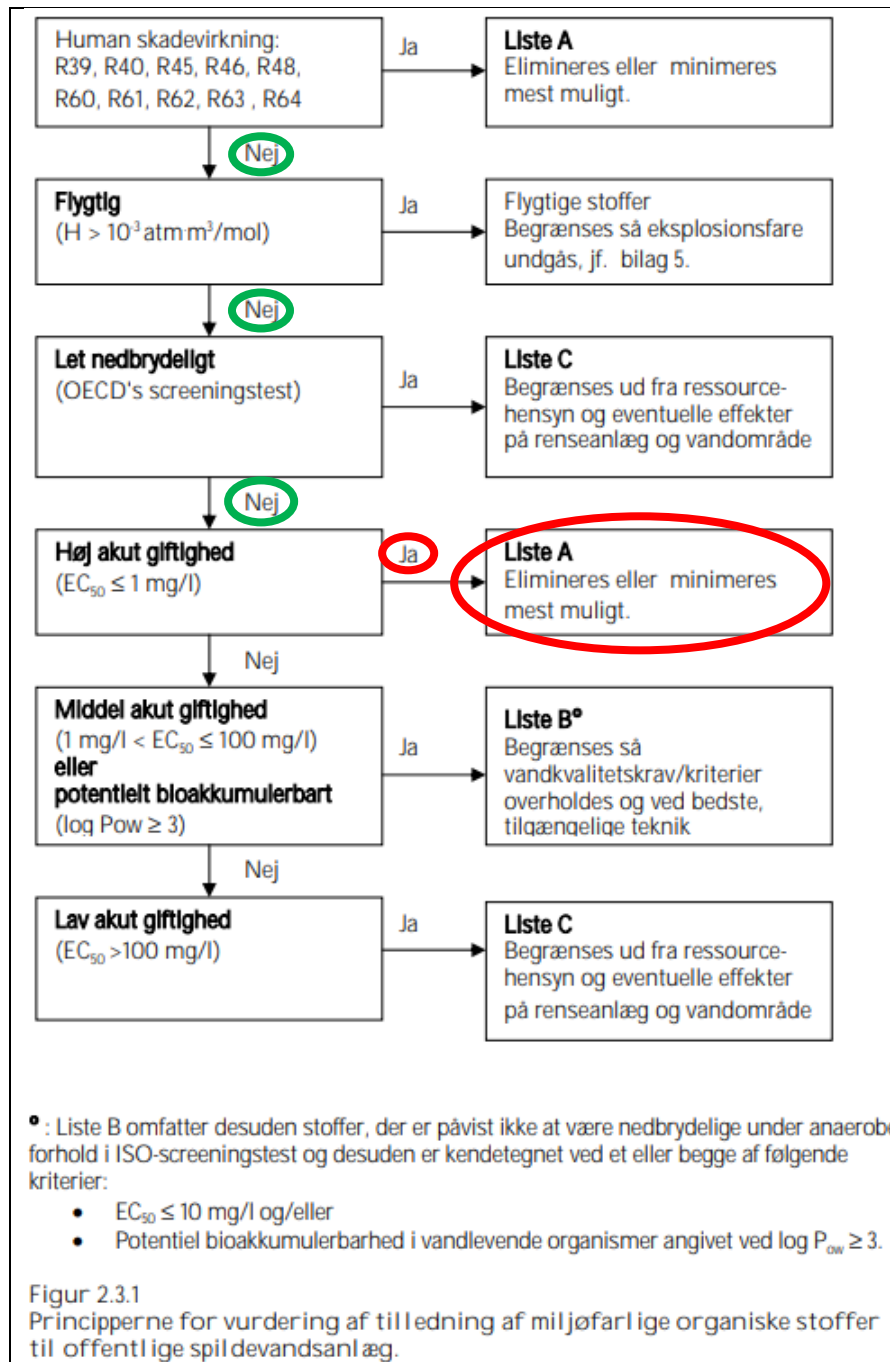 Human skadevirkning:
R39, R40, R45, R46, R48,
R60, R61, R62, R63 , R64
Ja
Liste A
Elimineres eller minimeres
mest muligt.
Nej
Flygtig
(H > 10⁻³ atm·m³/mol)
Ja
Flygtige stoffer
Begrænses så eksplosionsfare
undgås, jf. bilag 5.
Nej
Let nedbrydeligt
(OECD's screeningstest)
Ja
Liste C
Begrænses ud fra ressource-
hensyn og eventuelle effekter
på renseanlæg og vandområde
Nej
Høj akut giftighed
(EC₅₀ ≤ 1 mg/l)
Ja
Liste A
Elimineres eller minimeres
mest muligt.
Nej
Middel akut giftighed
(1 mg/l < EC₅₀ ≤ 100 mg/l)
eller
potentielt bioakkumulerbart
(log Pow ≥ 3)
Ja
Liste B°
Begrænses så
vandkvalitetskrav/kriterier
overholdes og ved bedste,
tilgængelige teknik
Nej
Lav akut giftighed
(EC₅₀ >100 mg/l)
Ja
Liste C
Begrænses ud fra ressource-
hensyn og eventuelle effekter
på renseanlæg og vandområde
° : Liste B omfatter desuden stoffer, der er påvist ikke at være nedbrydelige under anaerobe
forhold i ISO-screeningstest og desuden er kendetegnet ved et eller begge af følgende
kriterier:
• EC₅₀ ≤ 10 mg/l og/eller
• Potentiel bioakkumulerbarhed i vandlevende organismer angivet ved log Pₒw ≥ 3.
Figur 2.3.1
Principperne for vurdering af tilledning af miljøfarlige organiske stoffer
til offentlige spildevandsanlæg.